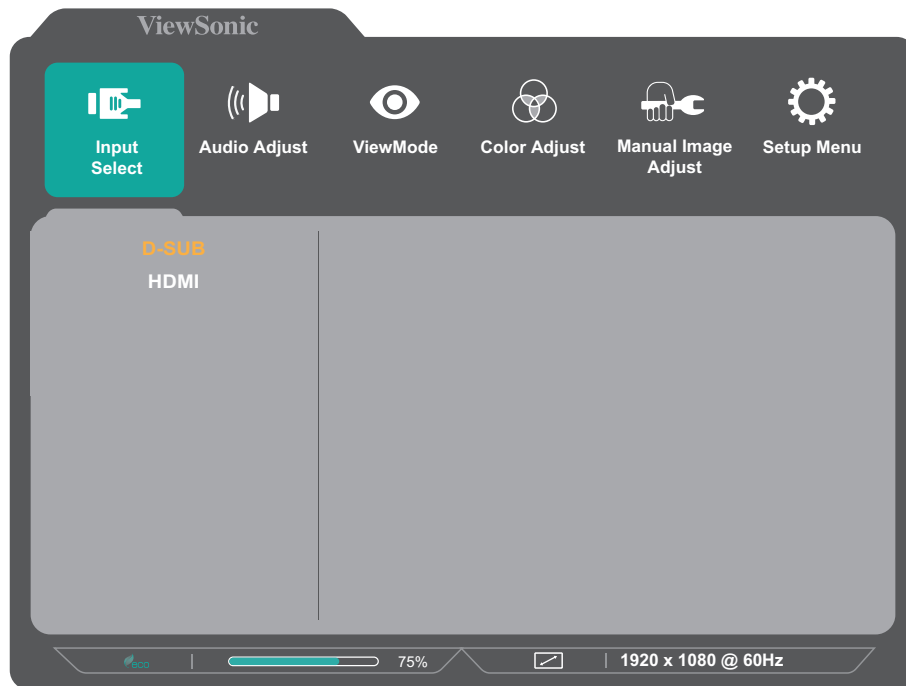 ViewSonic
Input
Select
Audio Adjust
ViewMode
Color Adjust
Manual Image
Adjust
Setup Menu
D-SUB
HDMI
eco
75%
1920 x 1080 @ 60Hz